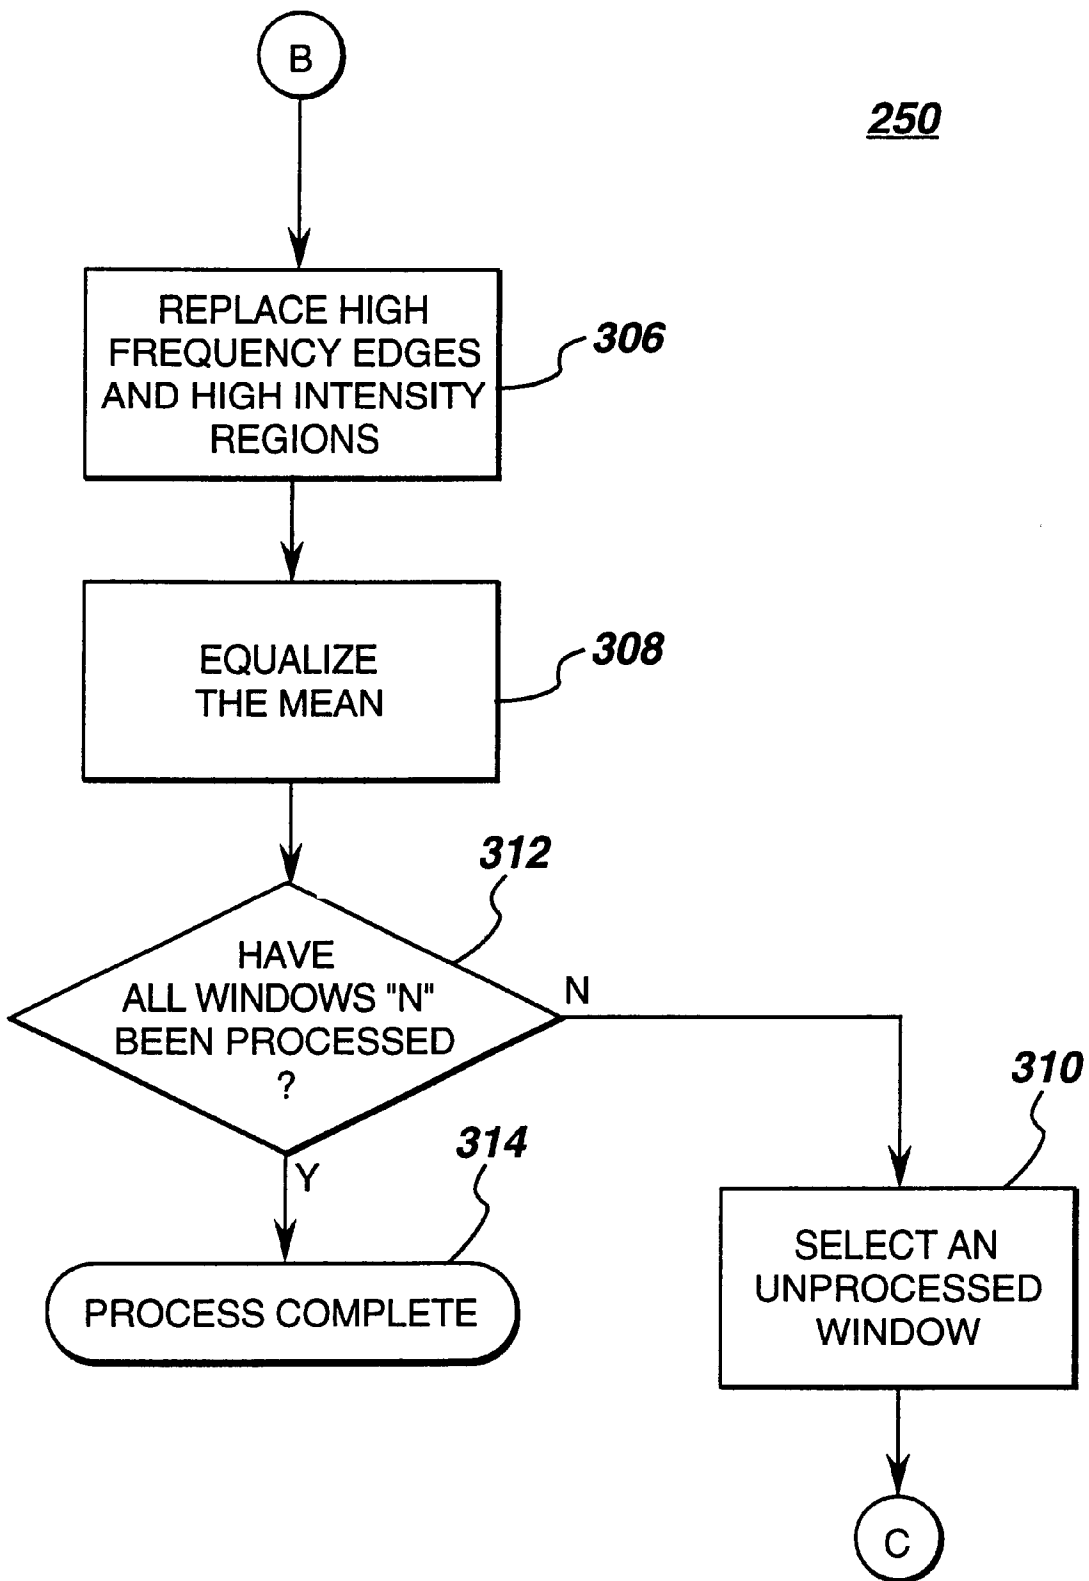 B
250
REPLACE HIGH
FREQUENCY EDGES
AND HIGH INTENSITY
REGIONS
306
EQUALIZE
THE MEAN
308
312
HAVE
ALL WINDOWS "N"
BEEN PROCESSED
?
N
310
314
Y
SELECT AN
UNPROCESSED
WINDOW
PROCESS COMPLETE
C